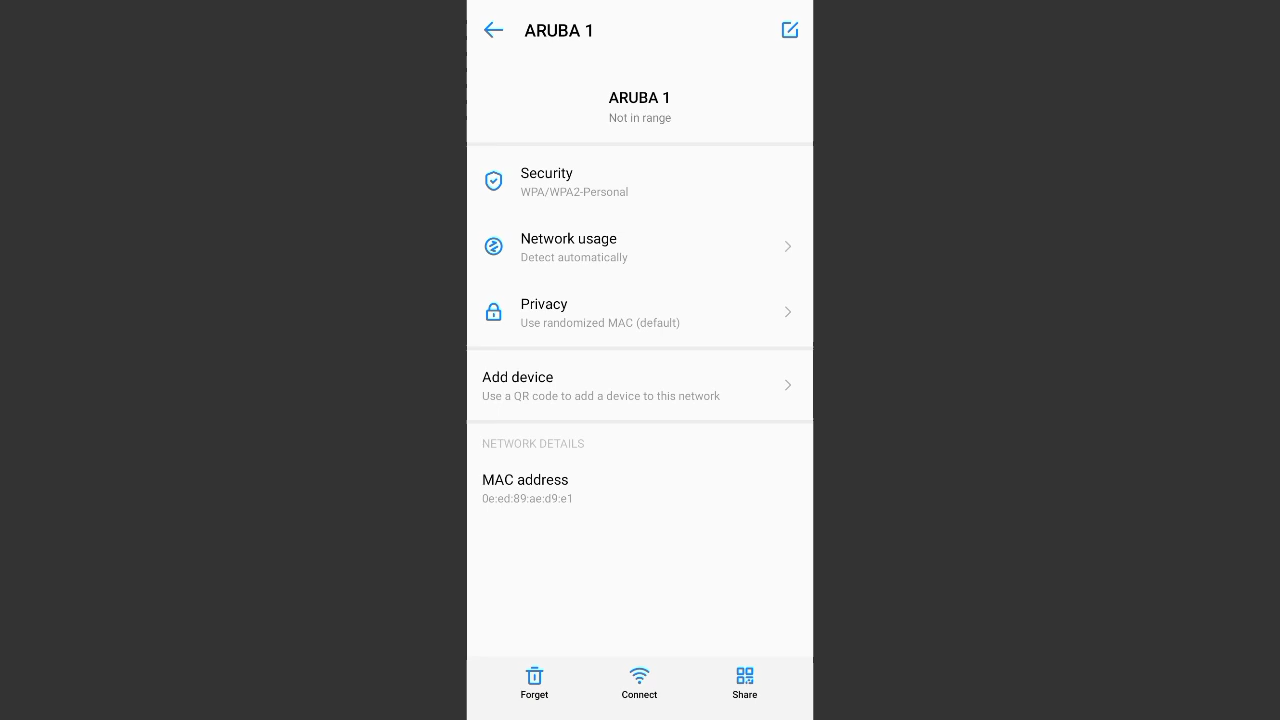 ARUBA 1
ARUBA 1
Not in range
Security
WPA/WPA2-Personal
Network usage
Detect automatically
Privacy
Use randomized MAC (default)
Add device
Use a QR code to add a device to this network
NETWORK DETAILS
MAC address
0e:ed:89:ae:d9:e1
Forget
Connect
Share